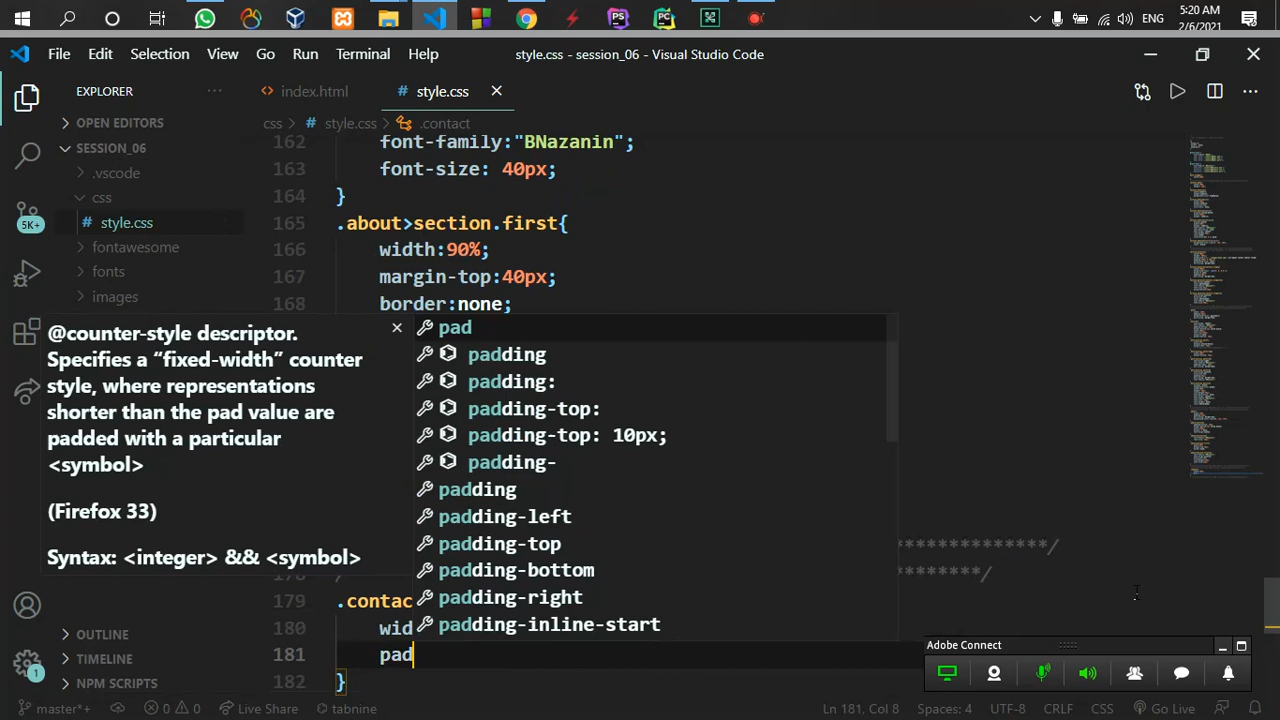 ENG
5:20 AM
2/6/2021
File Edit Selection View Go Run Terminal Help
style.css - session_06 - Visual Studio Code
EXPLORER
index.html
# style.css
css > # style.css > .contact
OPEN EDITORS
SESSION_06
.vscode
css
# style.css
fontawesome
fonts
images
5K+
162 font-family:"BNazanin";
163 font-size: 40px;
164 }
165 .about>section.first{
166 width:90%;
167 margin-top:40px;
168 border:none;
@counter-style descriptor.
Specifies a “fixed-width” counter
style, where representations
shorter than the pad value are
padded with a particular
<symbol>
(Firefox 33)
Syntax: <integer> && <symbol>
pad
padding
padding:
padding-top:
padding-top: 10px;
padding-
padding
padding-left
padding-top
padding-bottom
padding-right
padding-inline-start
**************/
*********/
179 .contac
180 wid
181 pad
182 }
OUTLINE
TIMELINE
NPM SCRIPTS
1
Adobe Connect
master*+
0 0
Live Share
tabnine
Ln 181, Col 8
Spaces: 4
UTF-8
CRLF
CSS
Go Live